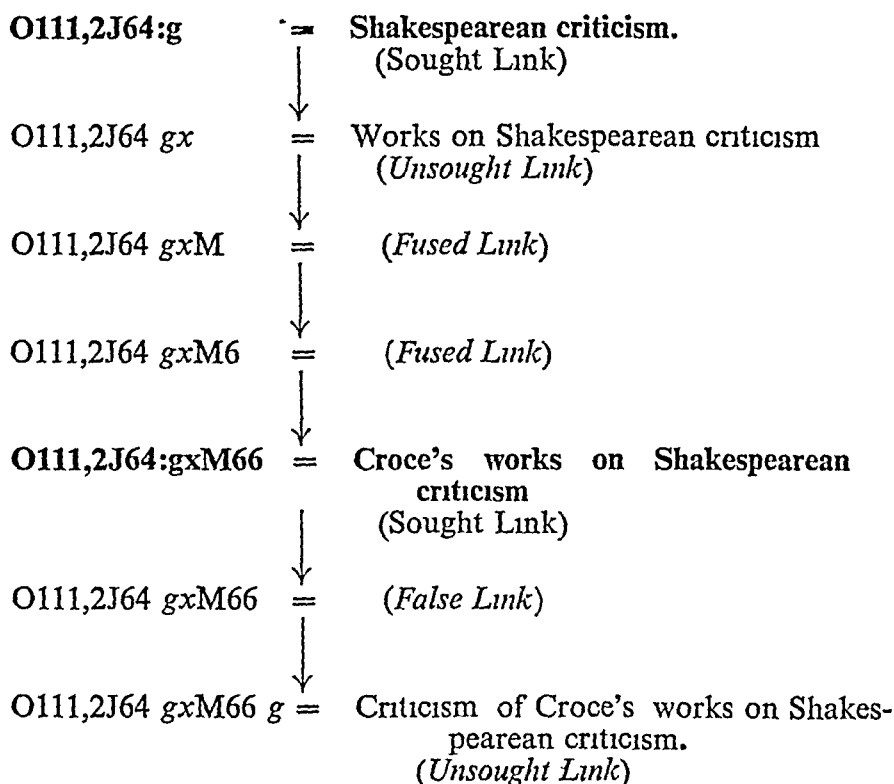 O111,2J64:g = Shakespearean criticism.
(Sought Link)
O111,2J64 gx = Works on Shakespearean criticism
(Unsought Link)
O111,2J64 gxM = (Fused Link)
O111,2J64 gxM6 = (Fused Link)
O111,2J64:gxM66 = Croce's works on Shakespearean
criticism
(Sought Link)
O111,2J64 gxM66 = (False Link)
O111,2J64 gxM66 g = Criticism of Croce's works on Shakes-
pearean criticism.
(Unsought Link)